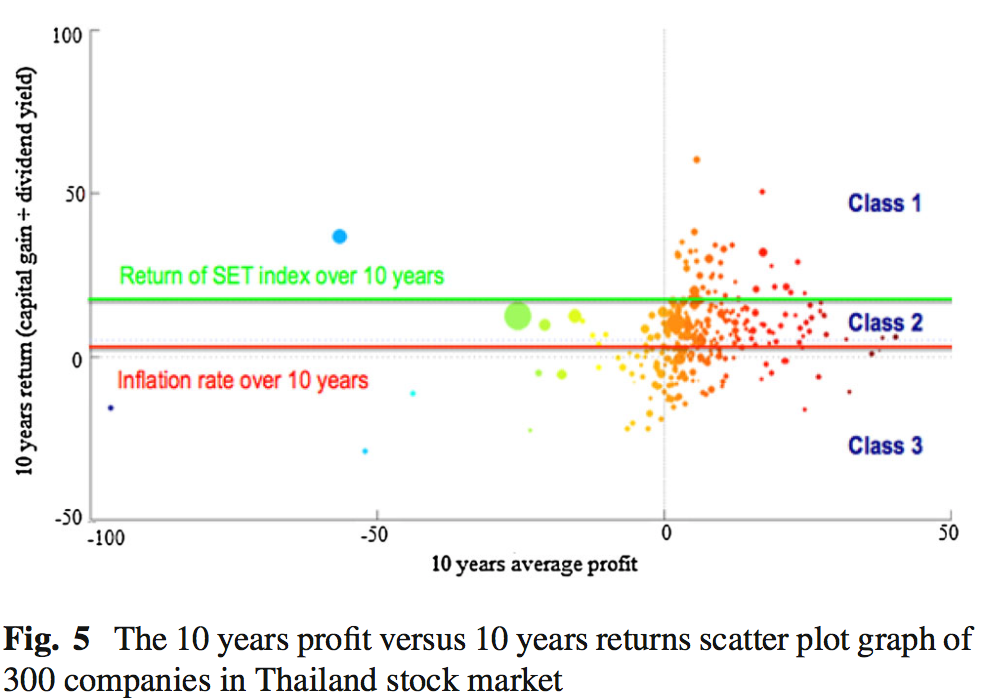 100
50
0
-50
-100
-50
0
50
10 years return (capital gain ÷ dividend yield)
Return of SET index over 10 years
Inflation rate over 10 years
Class 1
Class 2
Class 3
10 years average profit
Fig. 5 The 10 years profit versus 10 years returns scatter plot graph of
300 companies in Thailand stock market